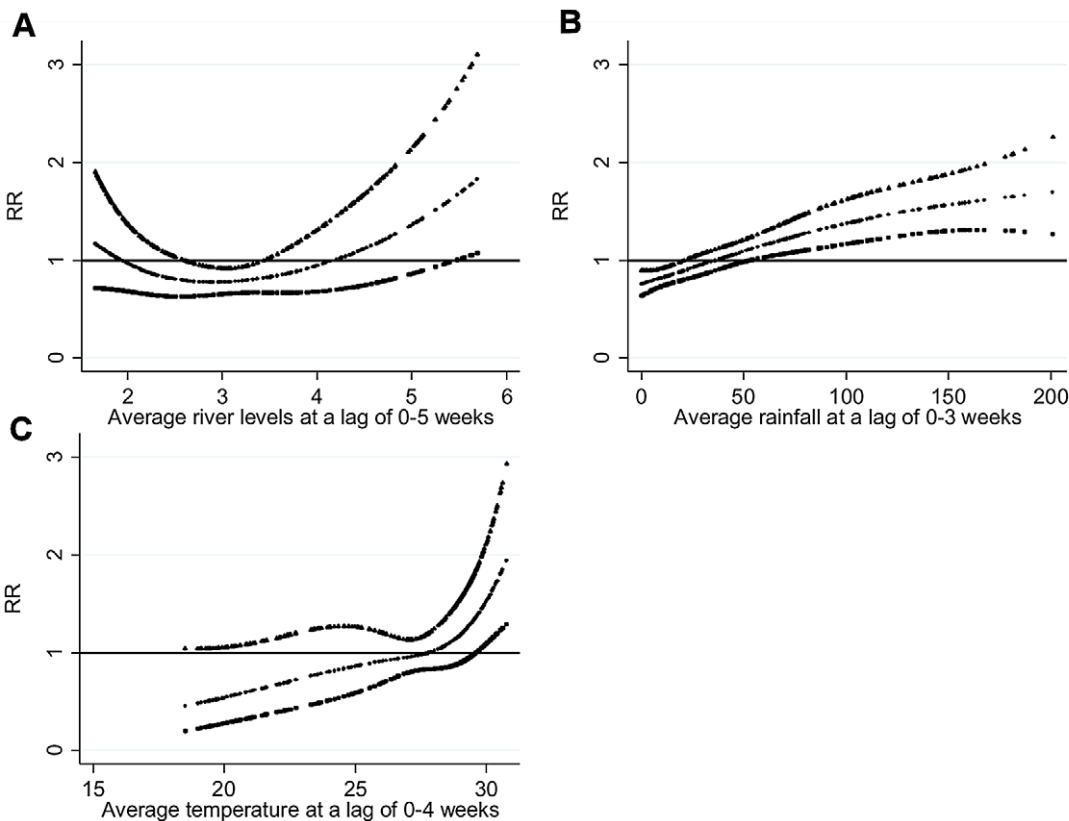 A
3
2
1
0
RR
2 3 4 5 6
Average river levels at a lag of 0-5 weeks
B
3
2
1
0
RR
0 50 100 150 200
Average rainfall at a lag of 0-3 weeks
C
3
2
1
0
RR
15 20 25 30
Average temperature at a lag of 0-4 weeks